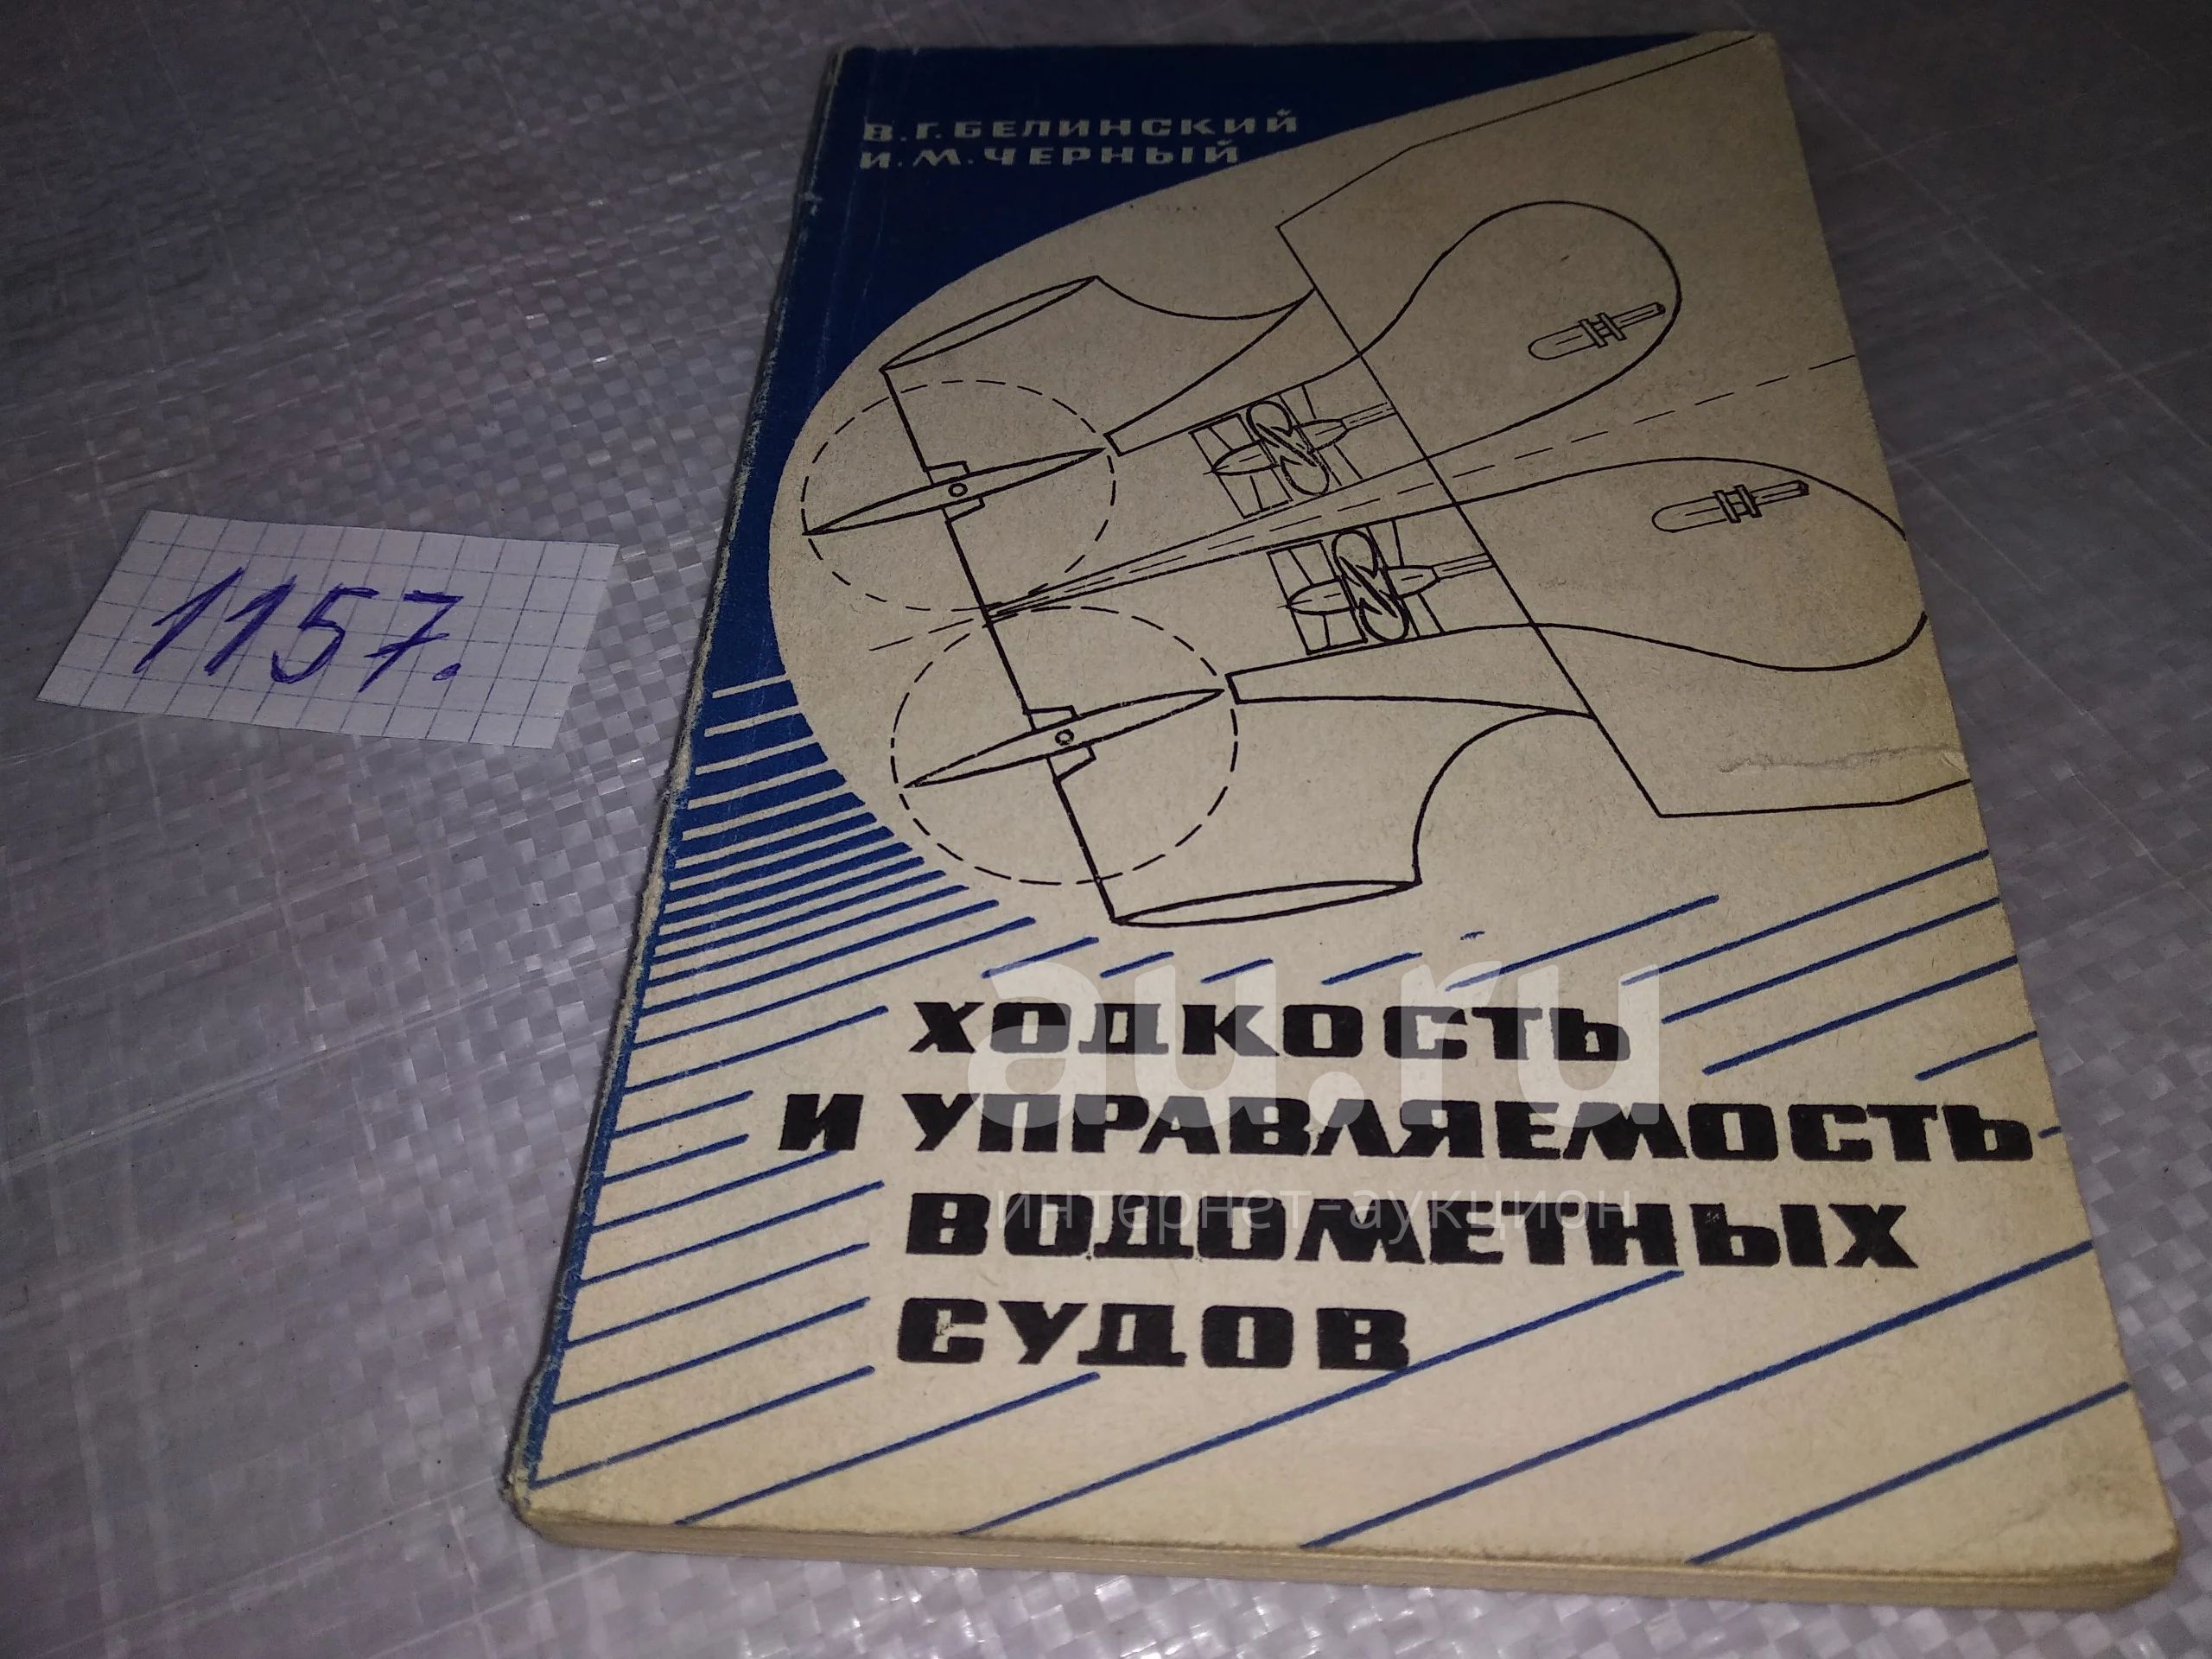 В.Г.БЕЛИНСКИЙ
И.М.ЧЕРНЫЙ
1157.
ХОДКОСТЬ
И УПРАВЛЯЕМОСТЬ
ВОДОМЕТНЫХ
СУДОВ
au.ru
интернет-аукцион